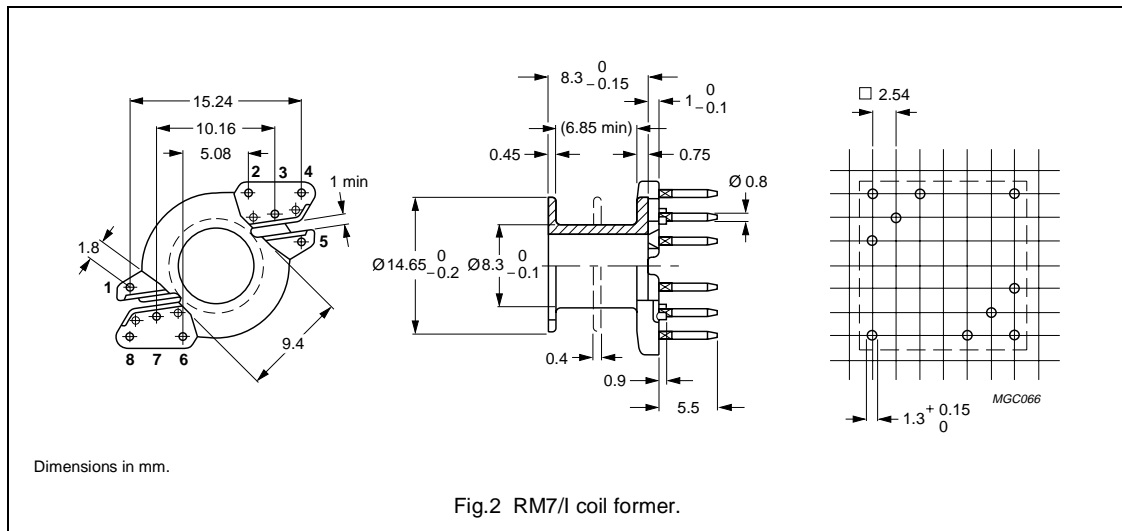 15.24
10.16
5.08
2 3 4
1 min
5
1.8
1
8 7 6
9.4
8.3 0 −0.15
1 0 −0.1
(6.85 min)
0.45
0.75
Ø 0.8
Ø 14.65 0 −0.2
Ø 8.3 0 −0.1
0.4
0.9
5.5
□ 2.54
MGC066
1.3 + 0.15 0
Dimensions in mm.
Fig.2 RM7/I coil former.